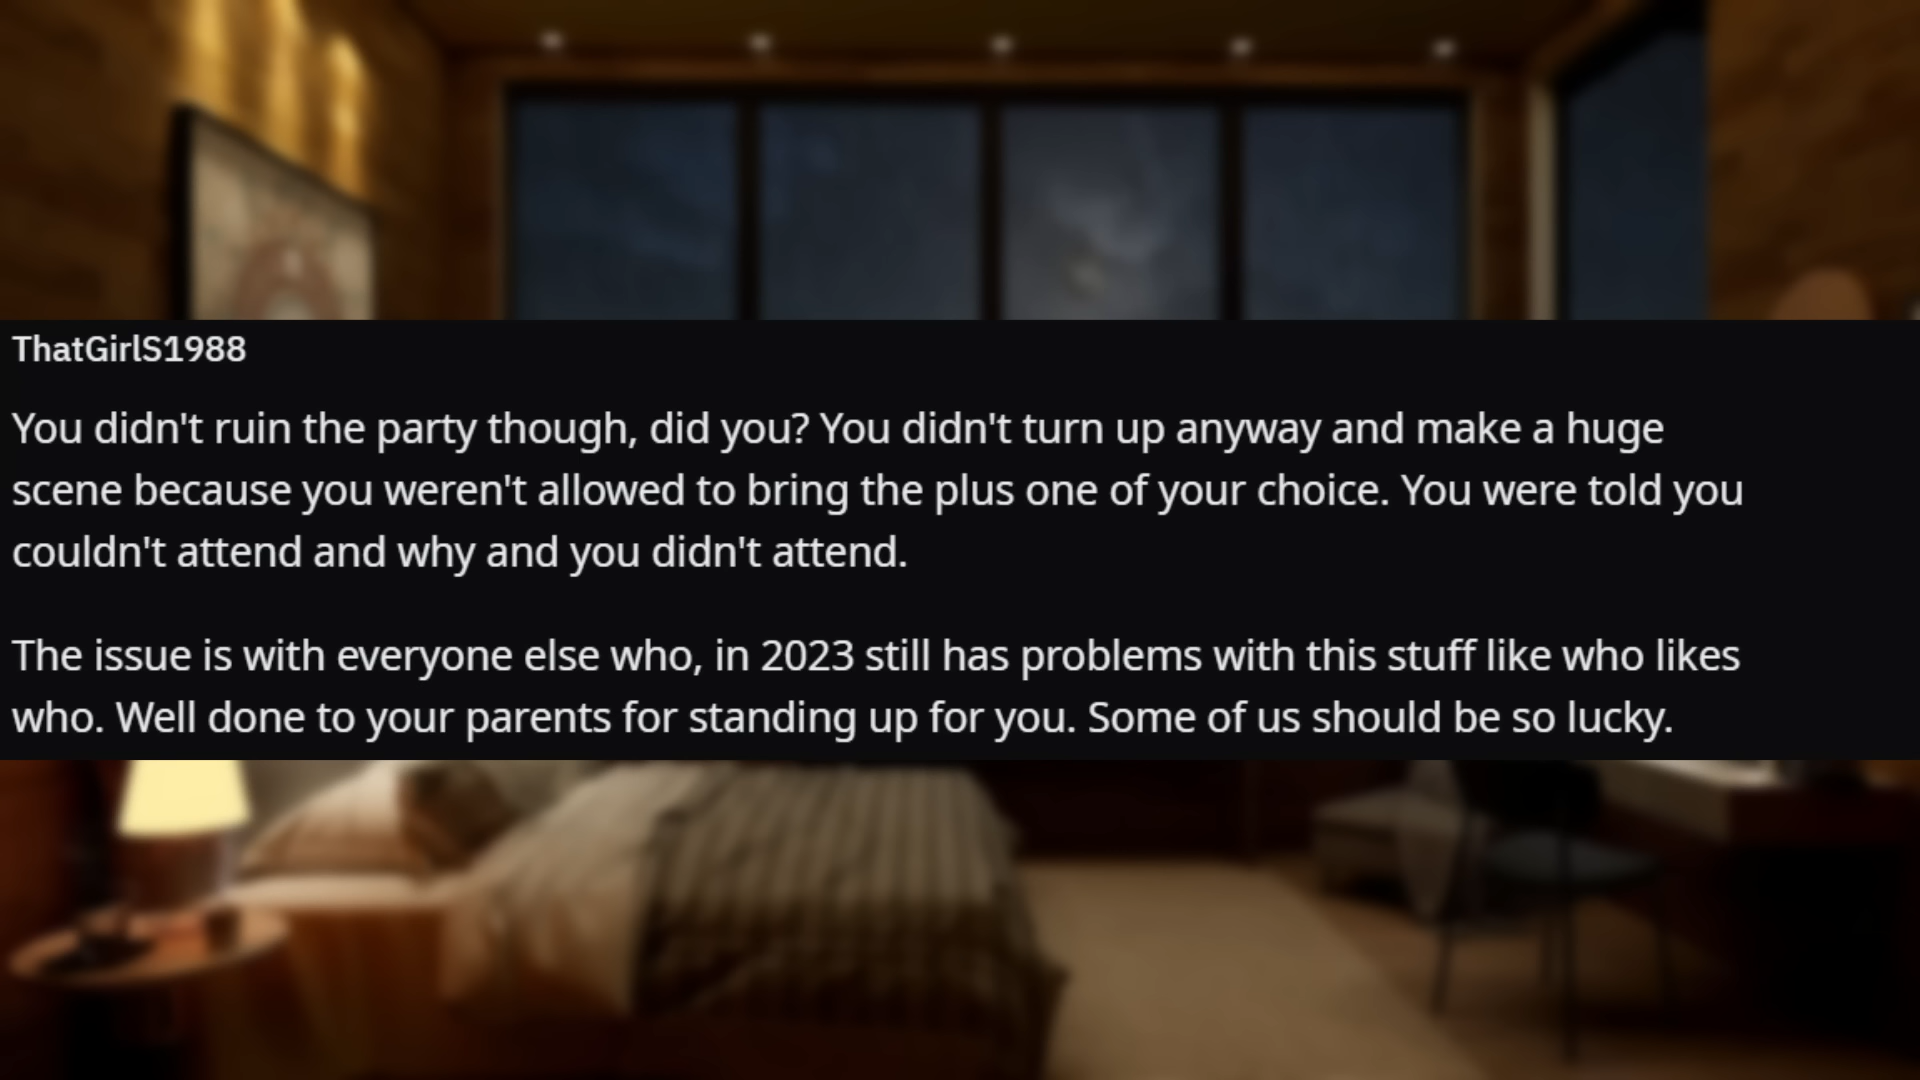 ThatGirlS1988
You didn't ruin the party though, did you? You didn't turn up anyway and make a huge
scene because you weren't allowed to bring the plus one of your choice. You were told you
couldn't attend and why and you didn't attend.
The issue is with everyone else who, in 2023 still has problems with this stuff like who likes
who. Well done to your parents for standing up for you. Some of us should be so lucky.